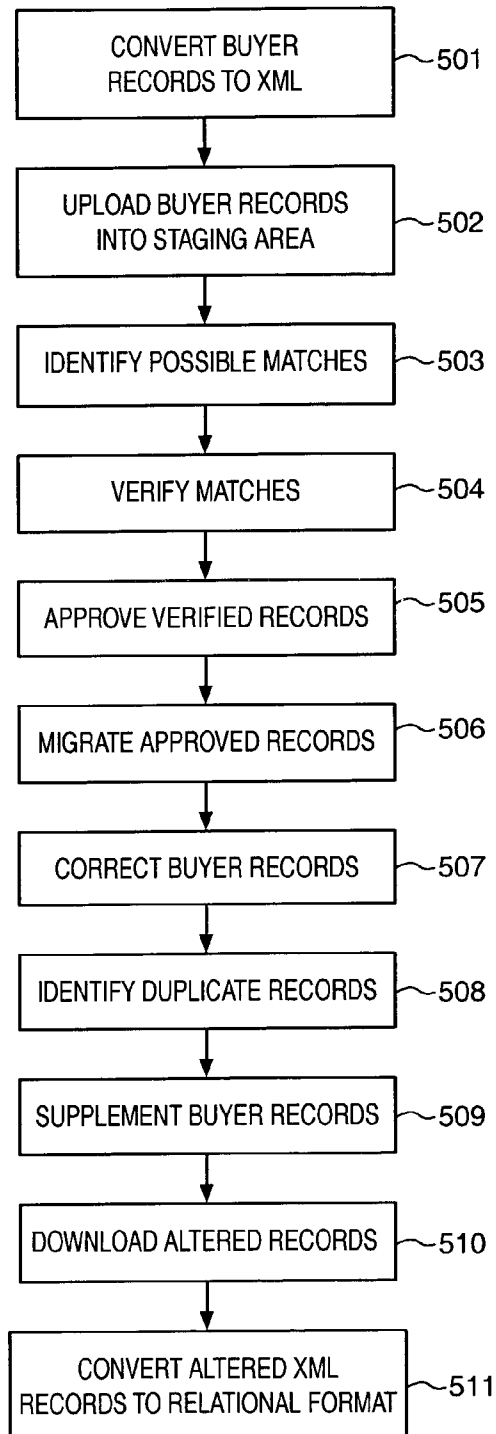 CONVERT BUYER
RECORDS TO XML
501
UPLOAD BUYER RECORDS
INTO STAGING AREA
502
IDENTIFY POSSIBLE MATCHES
503
VERIFY MATCHES
504
APPROVE VERIFIED RECORDS
505
MIGRATE APPROVED RECORDS
506
CORRECT BUYER RECORDS
507
IDENTIFY DUPLICATE RECORDS
508
SUPPLEMENT BUYER RECORDS
509
DOWNLOAD ALTERED RECORDS
510
CONVERT ALTERED XML
RECORDS TO RELATIONAL FORMAT
511